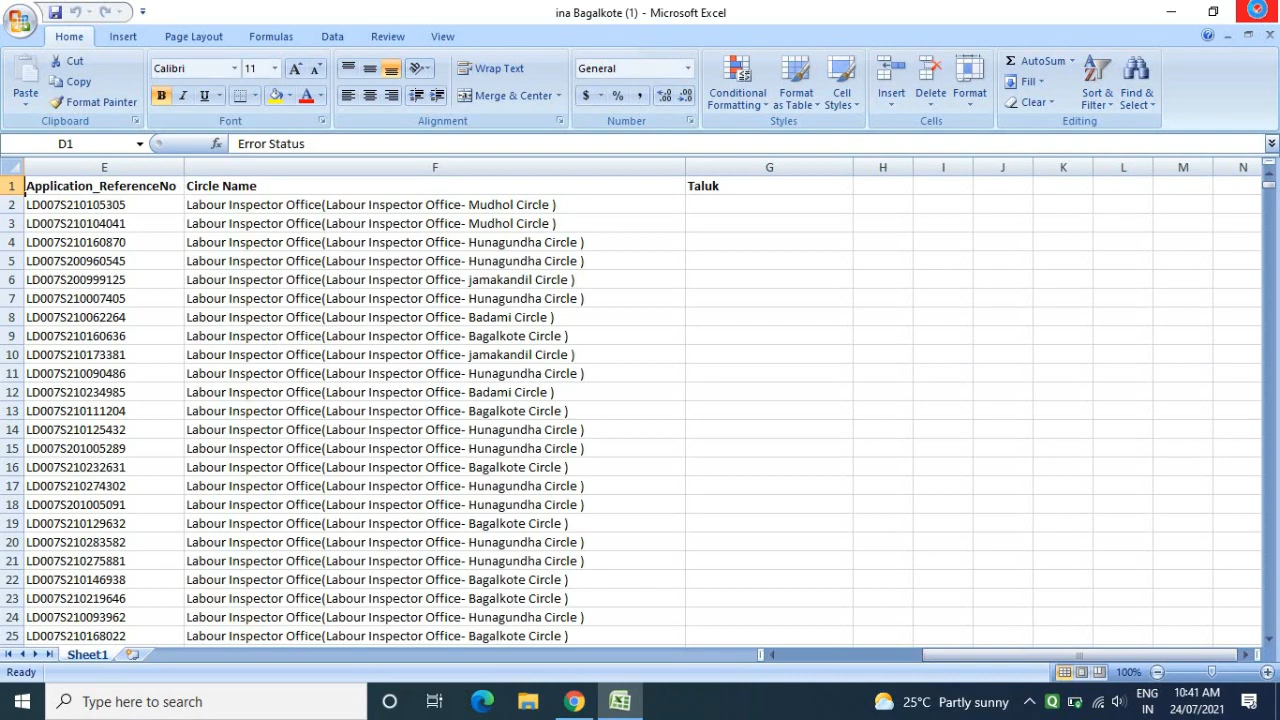 ina Bagalkote (1) - Microsoft Excel
Home Insert Page Layout Formulas Data Review View
Paste Cut Copy Format Painter Clipboard
Calibri 11 B I U A A A Font
Wrap Text Merge & Center Alignment
General $ % , .0 .00 .00 .0 Number
Conditional Formatting Format as Table Cell Styles Styles
Insert Delete Format Cells
Σ AutoSum Fill Clear Sort & Filter Find & Select Editing
D1 fx Error Status
E F G H I J K L M N
1 Application_ReferenceNo Circle Name Taluk
2 LD007S210105305 Labour Inspector Office(Labour Inspector Office- Mudhol Circle )
3 LD007S210104041 Labour Inspector Office(Labour Inspector Office- Mudhol Circle )
4 LD007S210160870 Labour Inspector Office(Labour Inspector Office- Hunagundha Circle )
5 LD007S200960545 Labour Inspector Office(Labour Inspector Office- Hunagundha Circle )
6 LD007S200999125 Labour Inspector Office(Labour Inspector Office- jamakandil Circle )
7 LD007S210007405 Labour Inspector Office(Labour Inspector Office- Hunagundha Circle )
8 LD007S210062264 Labour Inspector Office(Labour Inspector Office- Badami Circle )
9 LD007S210160636 Labour Inspector Office(Labour Inspector Office- Bagalkote Circle )
10 LD007S210173381 Labour Inspector Office(Labour Inspector Office- jamakandil Circle )
11 LD007S210090486 Labour Inspector Office(Labour Inspector Office- Hunagundha Circle )
12 LD007S210234985 Labour Inspector Office(Labour Inspector Office- Badami Circle )
13 LD007S210111204 Labour Inspector Office(Labour Inspector Office- Bagalkote Circle )
14 LD007S210125432 Labour Inspector Office(Labour Inspector Office- Hunagundha Circle )
15 LD007S201005289 Labour Inspector Office(Labour Inspector Office- Hunagundha Circle )
16 LD007S210232631 Labour Inspector Office(Labour Inspector Office- Bagalkote Circle )
17 LD007S210274302 Labour Inspector Office(Labour Inspector Office- Hunagundha Circle )
18 LD007S201005091 Labour Inspector Office(Labour Inspector Office- Hunagundha Circle )
19 LD007S210129632 Labour Inspector Office(Labour Inspector Office- Bagalkote Circle )
20 LD007S210283582 Labour Inspector Office(Labour Inspector Office- Hunagundha Circle )
21 LD007S210275881 Labour Inspector Office(Labour Inspector Office- Hunagundha Circle )
22 LD007S210146938 Labour Inspector Office(Labour Inspector Office- Bagalkote Circle )
23 LD007S210219646 Labour Inspector Office(Labour Inspector Office- Bagalkote Circle )
24 LD007S210093962 Labour Inspector Office(Labour Inspector Office- Hunagundha Circle )
25 LD007S210168022 Labour Inspector Office(Labour Inspector Office- Bagalkote Circle )
Sheet1
Ready 100%
Type here to search 25°C Partly sunny ENG 10:41 AM
IN 24/07/2021